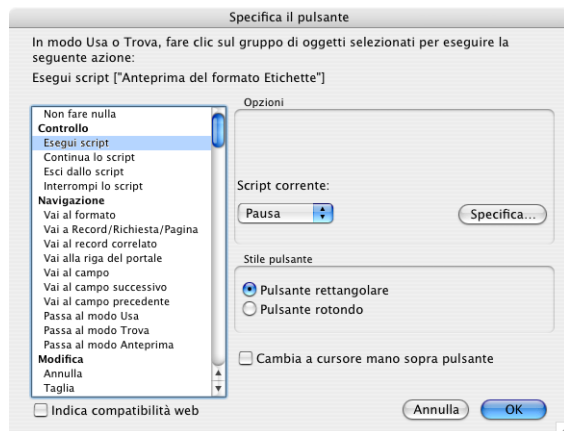 Specifica il pulsante
In modo Usa o Trova, fare clic sul gruppo di oggetti selezionati per eseguire la
seguente azione:
Esegui script ["Anteprima del formato Etichette"]
Non fare nulla
Controllo
Esegui script
Continua lo script
Esci dallo script
Interrompi lo script
Navigazione
Vai al formato
Vai a Record/Richiesta/Pagina
Vai al record correlato
Vai alla riga del portale
Vai al campo
Vai al campo successivo
Vai al campo precedente
Passa al modo Usa
Passa al modo Trova
Passa al modo Anteprima
Modifica
Annulla
Taglia
Indica compatibilità web
Opzioni
Script corrente:
Pausa
Specifica...
Stile pulsante
Pulsante rettangolare
Pulsante rotondo
Cambia a cursore mano sopra pulsante
Annulla
OK